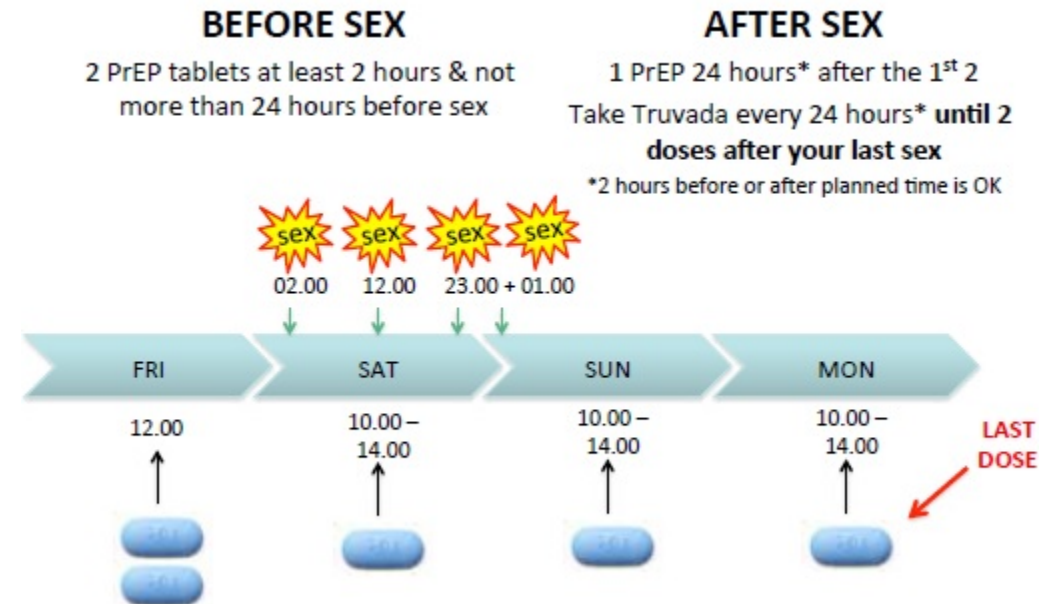 BEFORE SEX
2 PrEP tablets at least 2 hours & not
more than 24 hours before sex
AFTER SEX
1 PrEP 24 hours* after the 1st 2
Take Truvada every 24 hours* until 2
doses after your last sex
*2 hours before or after planned time is OK
sex
sex
sex
sex
02.00
12.00
23.00 + 01.00
FRI
SAT
SUN
MON
12.00
10.00 –
14.00
10.00 –
14.00
10.00 –
14.00
LAST
DOSE